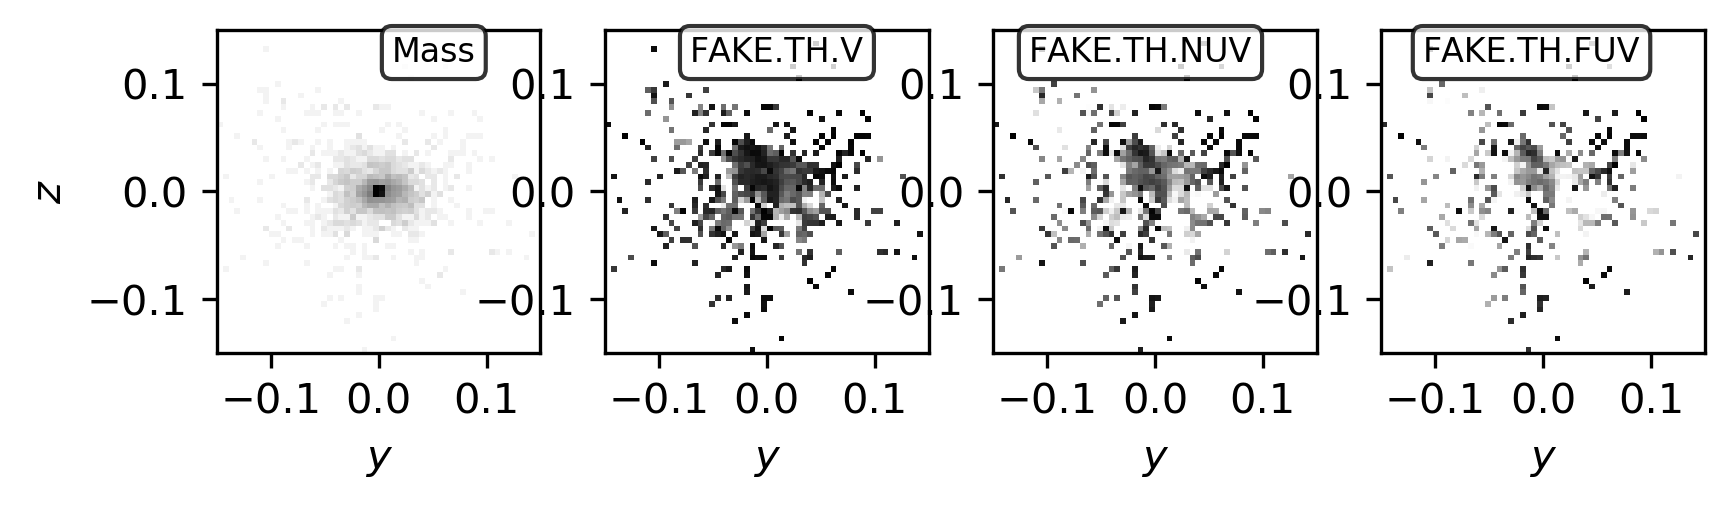 Mass FAKE.TH.V FAKE.TH.NUV FAKE.TH.FUV
0.1 0.1 0.1 0.1
z 0.0 0.0 0.0 0.0
−0.1 −0.1 −0.1 −0.1
−0.1 0.0 0.1 −0.1 0.0 0.1 −0.1 0.0 0.1 −0.1 0.0 0.1
y y y y